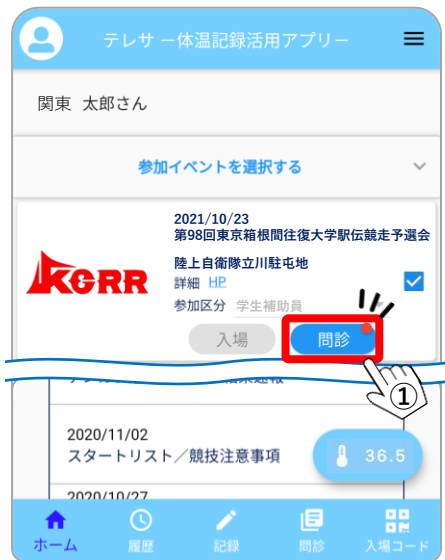 テレサ －体温記録活用アプリ－
関東 太郎さん
参加イベントを選択する
2021/10/23
第98回東京箱根間往復大学駅伝競走予選会
陸上自衛隊立川駐屯地
詳細 HP
参加区分 学生補助員
KGRR
入場
問診
①
2020/11/02
スタートリスト／競技注意事項
36.5
2020/10/27
ホーム
履歴
記録
問診
入場コード